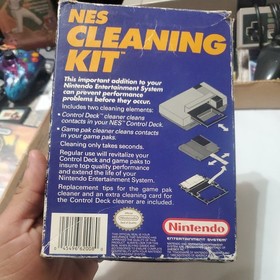 NES
CLEANING
KIT™
This important addition to your
Nintendo Entertainment System
can prevent performance
problems before they occur.
Includes two cleaning elements:
• Control Deck™ cleaner cleans
contacts in your NES™ Control Deck.
• Game pak cleaner cleans contacts
in your game paks.
Cleaning only takes seconds.
Regular use will revitalize your
Control Deck and game paks to
insure top quality performance
and extend the life of your
Nintendo Entertainment System.
Replacement tips for the game pak
cleaner and an extra cleaning card for
the Control Deck cleaner are included.
Nintendo
ENTERTAINMENT SYSTEM